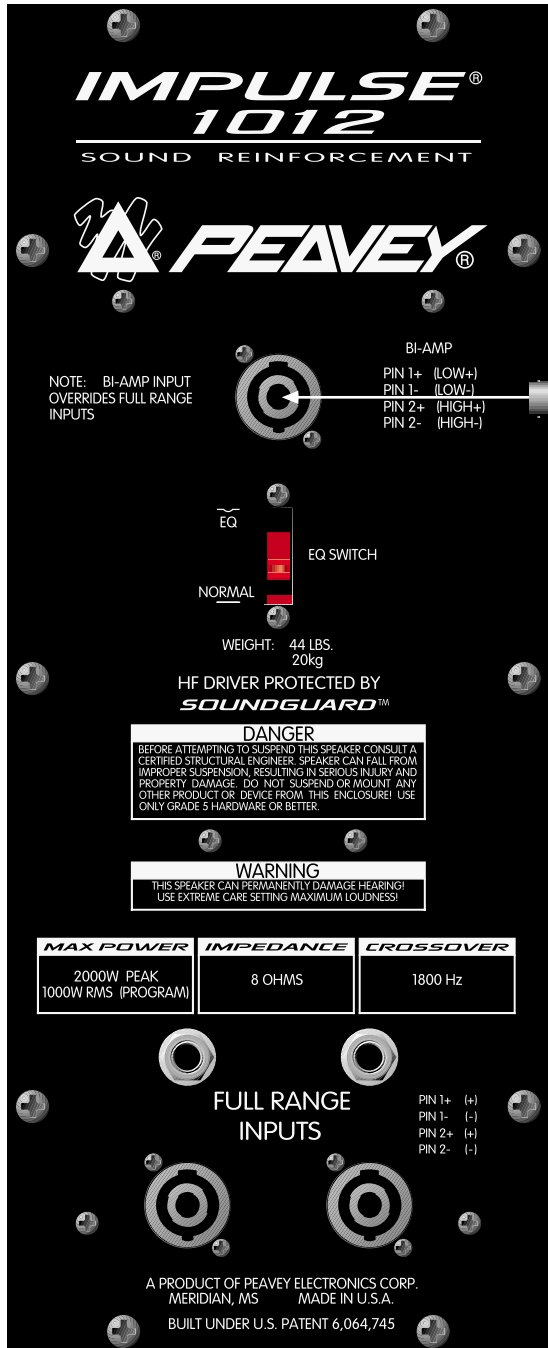 IMPULSE®
1012
SOUND REINFORCEMENT
PEAVEY®
®
NOTE: BI-AMP INPUT
OVERRIDES FULL RANGE
INPUTS
BI-AMP
PIN 1+ (LOW+)
PIN 1- (LOW-)
PIN 2+ (HIGH+)
PIN 2- (HIGH-)
EQ
NORMAL
EQ SWITCH
WEIGHT: 44 LBS.
20kg
HF DRIVER PROTECTED BY
SOUNDGUARD™
DANGER
BEFORE ATTEMPTING TO SUSPEND THIS SPEAKER CONSULT A
CERTIFIED STRUCTURAL ENGINEER. SPEAKER CAN FALL FROM
IMPROPER SUSPENSION, RESULTING IN SERIOUS INJURY AND
PROPERTY DAMAGE. DO NOT SUSPEND OR MOUNT ANY
OTHER PRODUCT OR DEVICE FROM THIS ENCLOSURE! USE
ONLY GRADE 5 HARDWARE OR BETTER.
WARNING
THIS SPEAKER CAN PERMANENTLY DAMAGE HEARING!
USE EXTREME CARE SETTING MAXIMUM LOUDNESS!
MAX POWER
2000W PEAK
1000W RMS (PROGRAM)
IMPEDANCE
8 OHMS
CROSSOVER
1800 Hz
FULL RANGE
INPUTS
PIN 1+ (+)
PIN 1- (-)
PIN 2+ (+)
PIN 2- (-)
A PRODUCT OF PEAVEY ELECTRONICS CORP.
MERIDIAN, MS MADE IN U.S.A.
BUILT UNDER U.S. PATENT 6,064,745